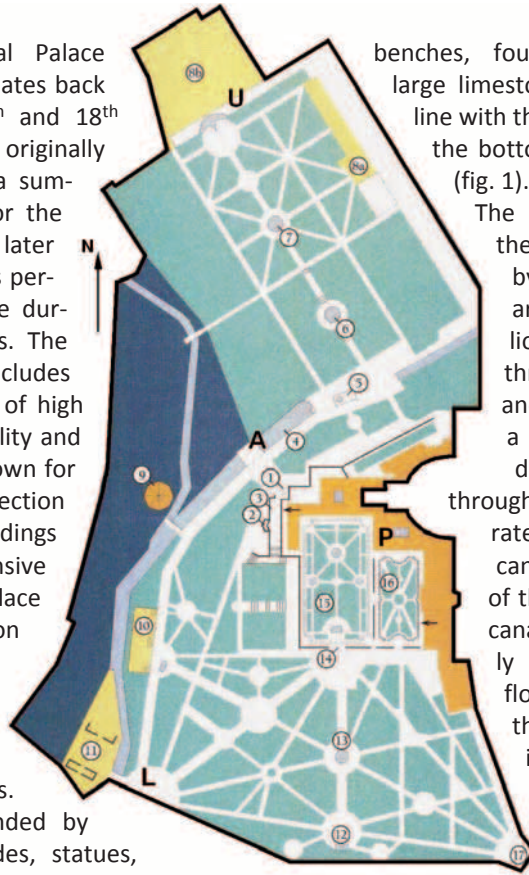 al Palace
ates back
h and 18th
originally
a sum-
or the
later
s per-
e dur-
s. The
cludes
of high
lity and
own for
ection
dings
nsive
lace
on
s.
nded by
des, statues,
N
8b
U
8a
7
6
5
4
A
9
1
3
2
P
15
16
10
14
11
L
13
12
17
benches, fou
large limesto
line with th
the bottom
(fig. 1).
The
the
by
an
lic
thr
an
a
d
through
rate
can
of th
cana
ly
flo
th
i